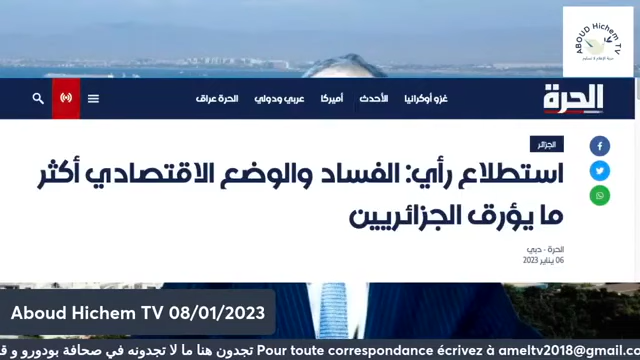 ABOUD Hichem TV
الحرة
غزو أوكرانيا
الأحدث
أميركا
عربي ودولي
الحرة عراق
الجزائر
استطلاع رأي: الفساد والوضع الاقتصادي أكثر
ما يؤرق الجزائريين
الحرة - دبي
06 يناير 2023
Aboud Hichem TV 08/01/2023
تجدون هنا ما لا تجدونه في صحافة بودورو و ق Pour toute correspondance écrivez à ameltv2018@gmail.co